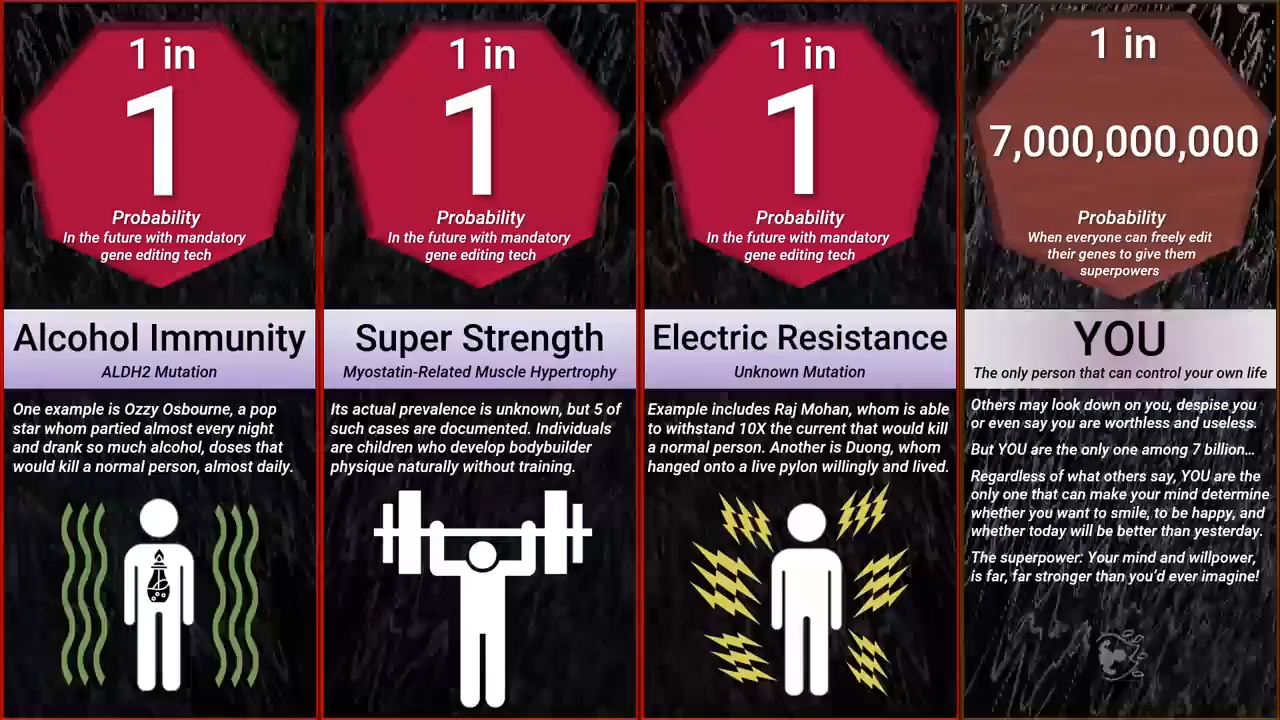 1 in
1
Probability
In the future with mandatory
gene editing tech
Alcohol Immunity
ALDH2 Mutation
One example is Ozzy Osbourne, a pop
star whom partied almost every night
and drank so much alcohol, doses that
would kill a normal person, almost daily.
1 in
1
Probability
In the future with mandatory
gene editing tech
Super Strength
Myostatin-Related Muscle Hypertrophy
Its actual prevalence is unknown, but 5 of
such cases are documented. Individuals
are children who develop bodybuilder
physique naturally without training.
1 in
1
Probability
In the future with mandatory
gene editing tech
Electric Resistance
Unknown Mutation
Example includes Raj Mohan, whom is able
to withstand 10X the current that would kill
a normal person. Another is Duong, whom
hanged onto a live pylon willingly and lived.
1 in
7,000,000,000
Probability
When everyone can freely edit
their genes to give them
superpowers
YOU
The only person that can control your own life
Others may look down on you, despise you
or even say you are worthless and useless.
But YOU are the only one among 7 billion...
Regardless of what others say, YOU are the
only one that can make your mind determine
whether you want to smile, to be happy, and
whether today will be better than yesterday.
The superpower: Your mind and willpower,
is far, far stronger than you'd ever imagine!